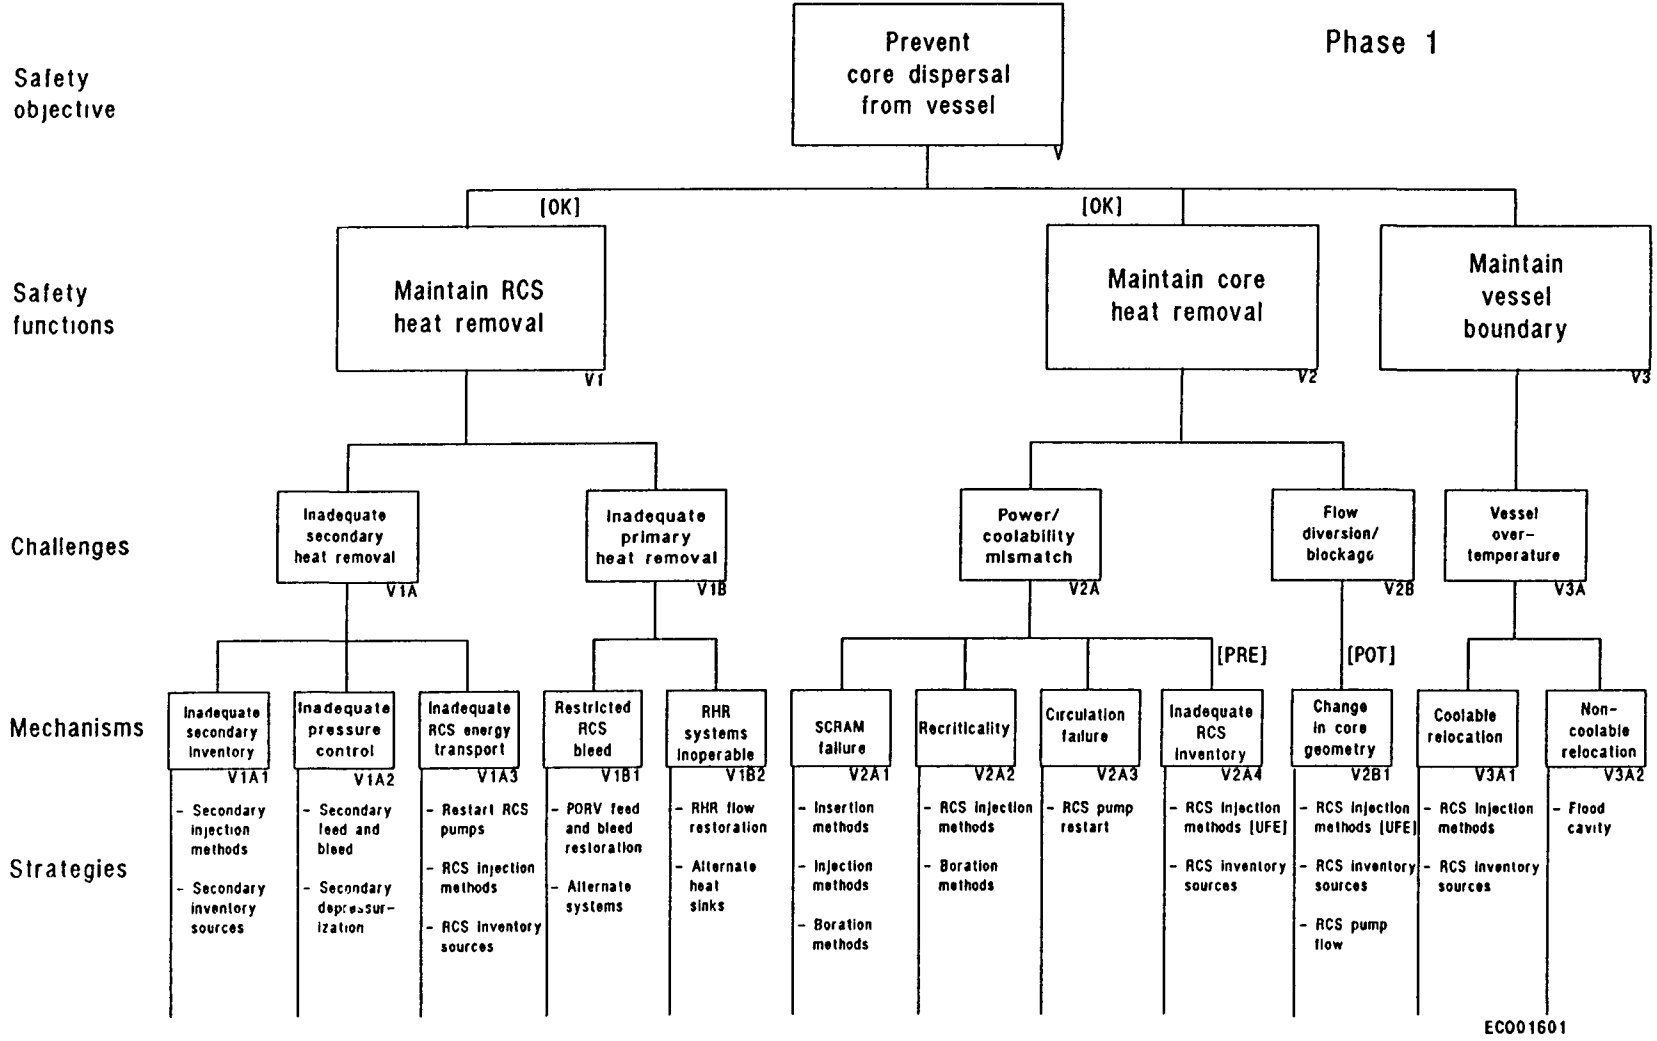 Phase 1
Safety
objective
Prevent
core dispersal
from vessel
V
[OK]
[OK]
Safety
functions
Maintain RCS
heat removal
V1
Maintain core
heat removal
V2
Maintain
vessel
boundary
V3
Challenges
Inadequate
secondary
heat removal
V1A
Inadequate
primary
heat removal
V1B
Power/
coolability
mismatch
V2A
Flow
diversion/
blockage
V2B
Vessel
over-
temperature
V3A
[PRE]
[POT]
Mechanisms
Inadequate
secondary
inventory
V1A1
Inadequate
pressure
control
V1A2
Inadequate
RCS energy
transport
V1A3
Restricted
RCS
bleed
V1B1
RHR
systems
inoperable
V1B2
SCRAM
failure
V2A1
Recriticality
V2A2
Circulation
failure
V2A3
Inadequate
RCS
inventory
V2A4
Change
in core
geometry
V2B1
Coolable
relocation
V3A1
Non-
coolable
relocation
V3A2
Strategies
- Secondary
injection
methods
- Secondary
inventory
sources
- Secondary
feed and
bleed
- Secondary
depressur-
ization
- Restart RCS
pumps
- RCS injection
methods
- RCS inventory
sources
- PORV feed
and bleed
restoration
- Alternate
systems
- RHR flow
restoration
- Alternate
heat
sinks
- Insertion
methods
- Injection
methods
- Boration
methods
- RCS injection
methods
- Boration
methods
- RCS pump
restart
- RCS injection
methods [UFE]
- RCS inventory
sources
- RCS injection
methods [UFE]
- RCS inventory
sources
- RCS pump
flow
- RCS injection
methods
- RCS inventory
sources
- Flood
cavity
ECO01601